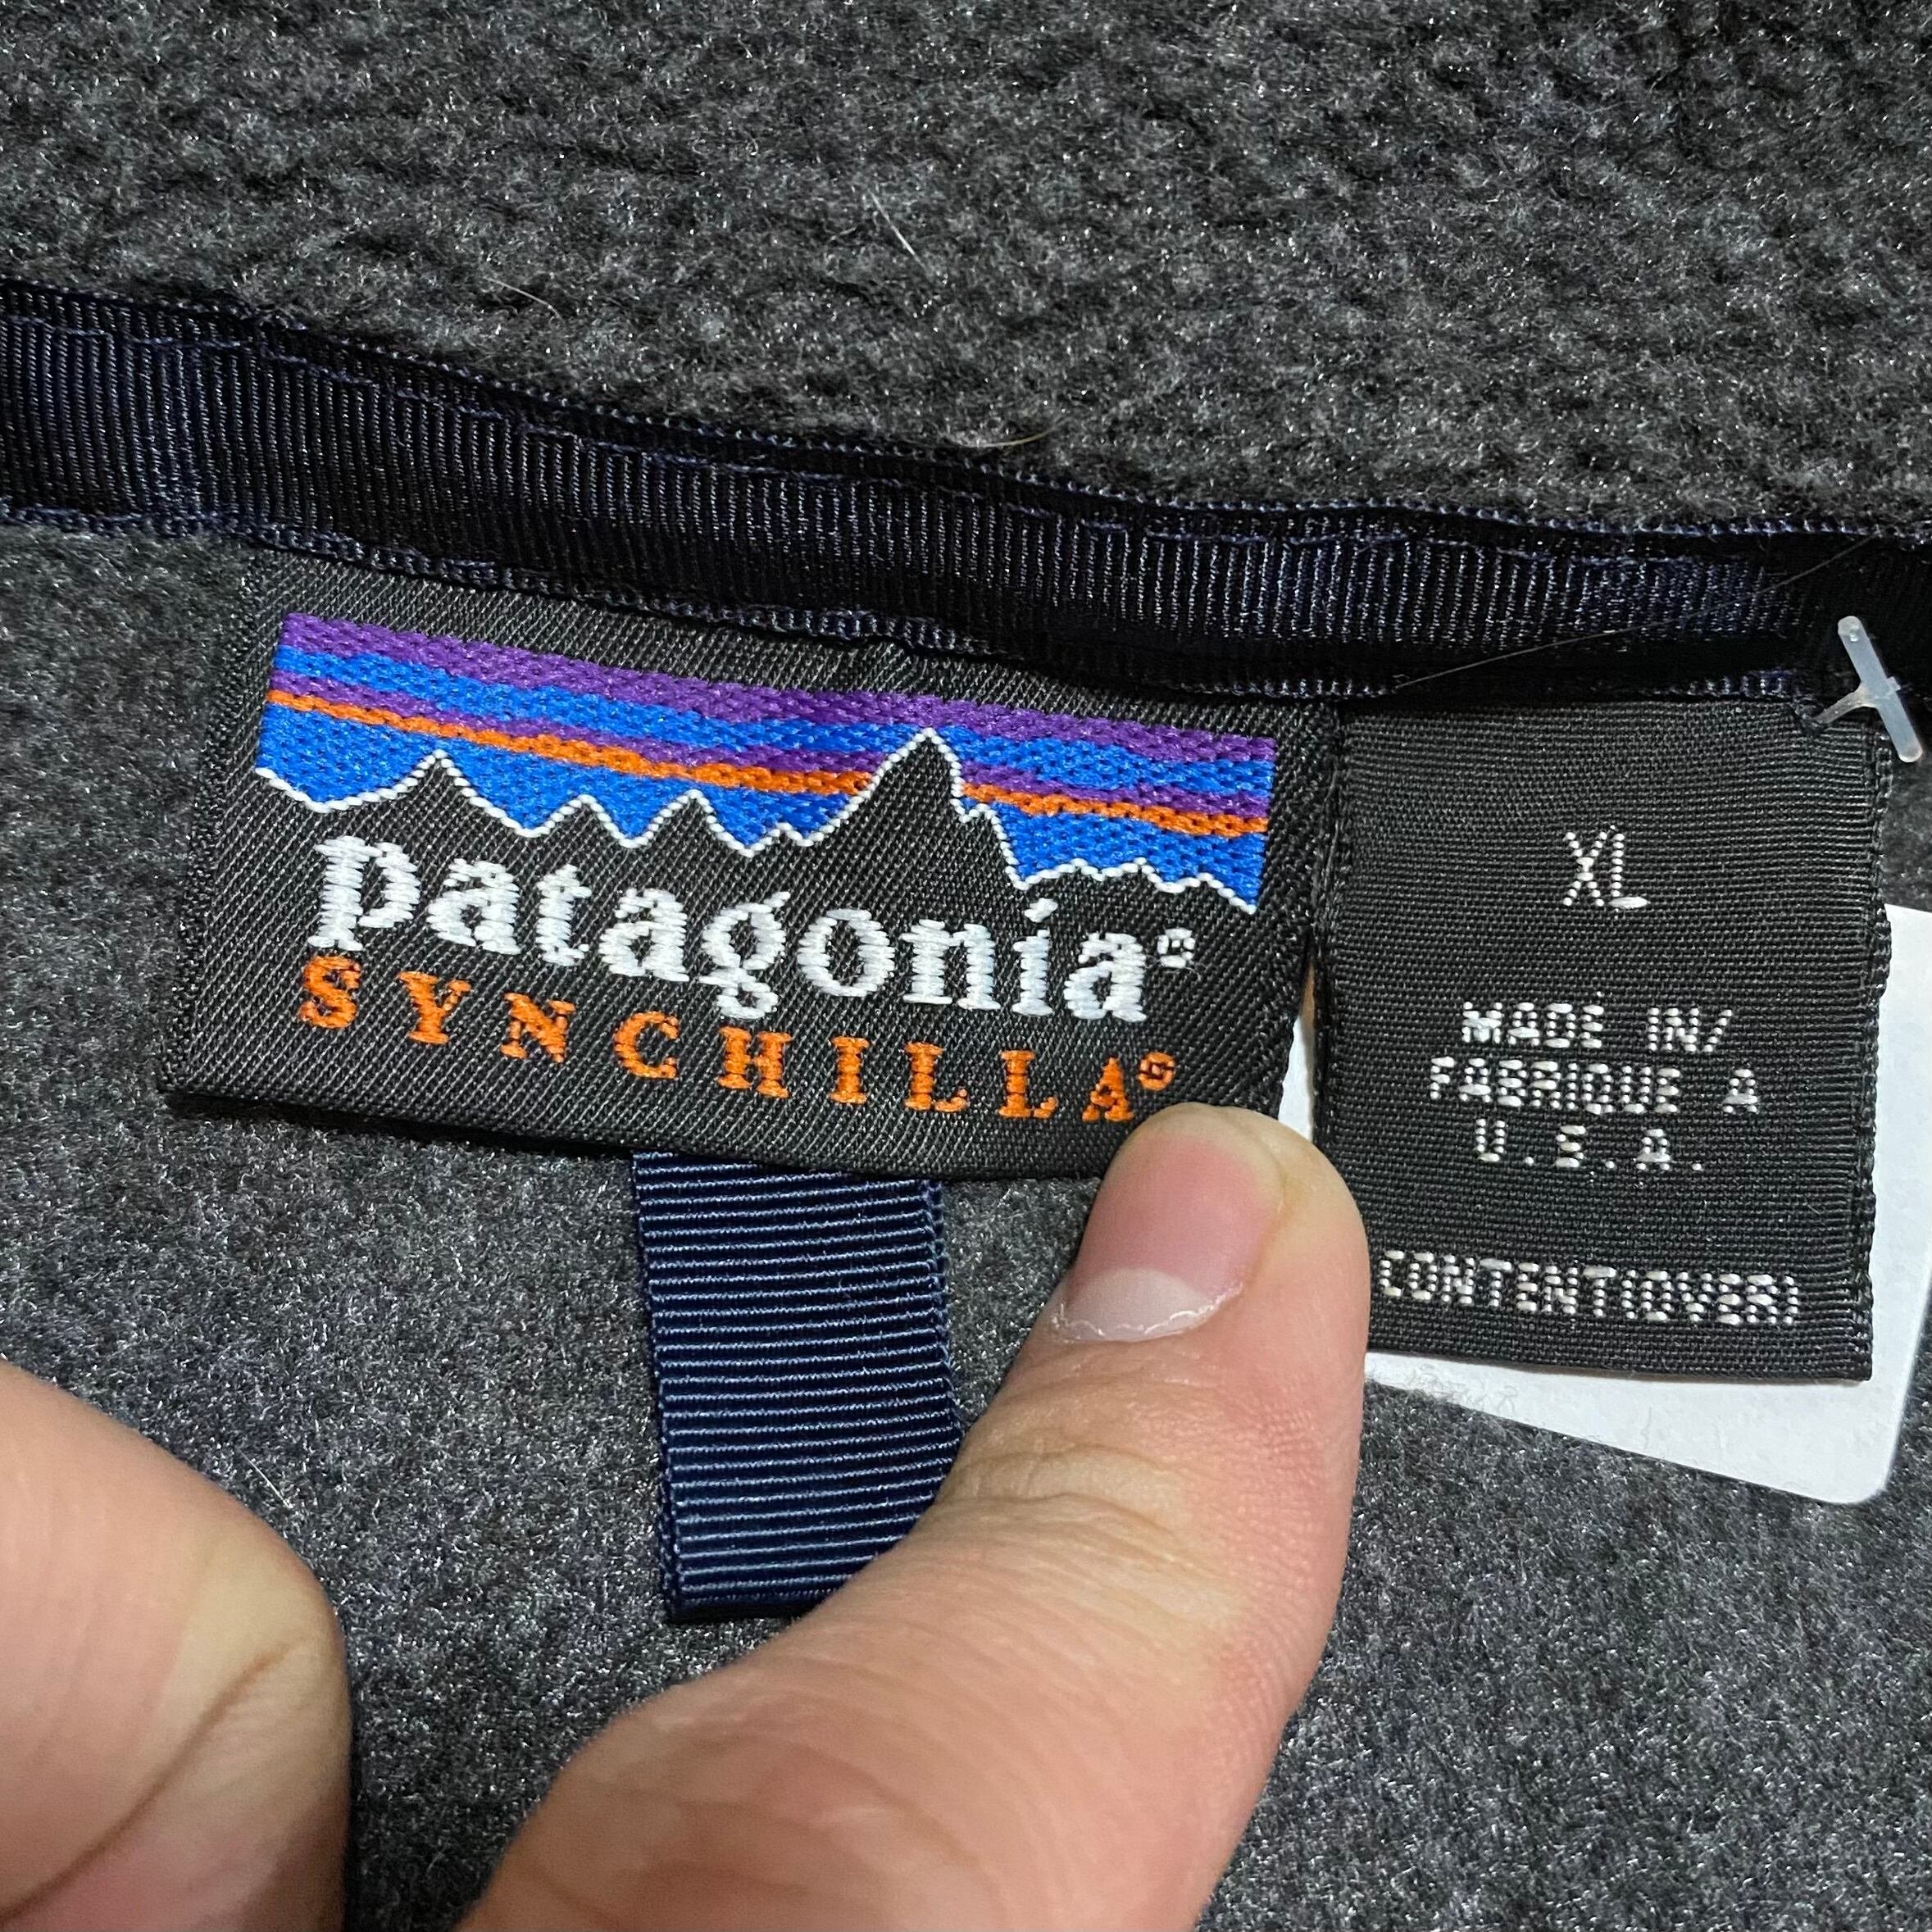 patagonia®
SYNCHILLA®
XL
MADE IN/
FABRIQUE A
U.S.A.
CONTENT(OVER)